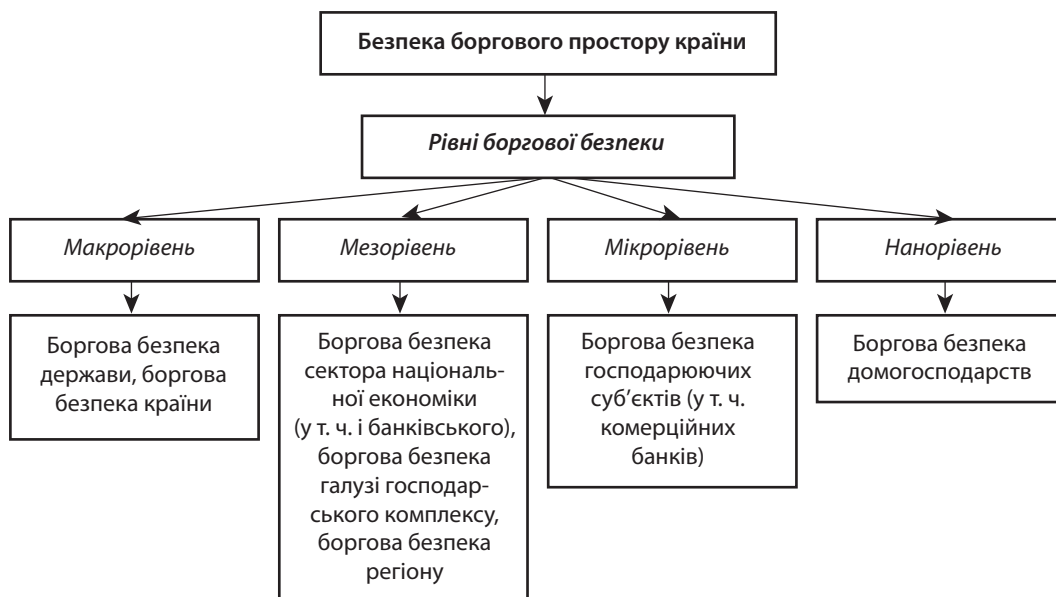 Безпека боргового простору країни
Рівні боргової безпеки
Макрорівень
Мезорівень
Мікрорівень
Нанорівень
Боргова безпека
держави, боргова
безпека країни
Боргова безпека
сектора національ-
ної економіки
(у т. ч. і банківського),
боргова безпека
галузі господар-
ського комплексу,
боргова безпека
регіону
Боргова безпека
господарюючих
суб’єктів (у т. ч.
комерційних
банків)
Боргова безпека
домогосподарств